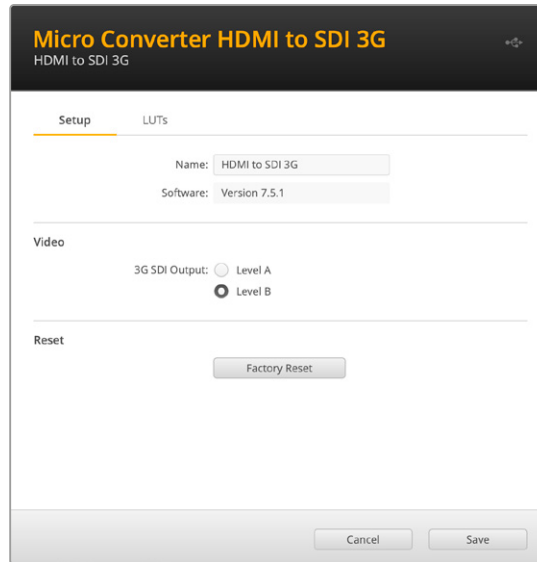 Micro Converter HDMI to SDI 3G
HDMI to SDI 3G
Setup LUTs
Name: HDMI to SDI 3G
Software: Version 7.5.1
Video
3G SDI Output: Level A
Level B
Reset
Factory Reset
Cancel Save